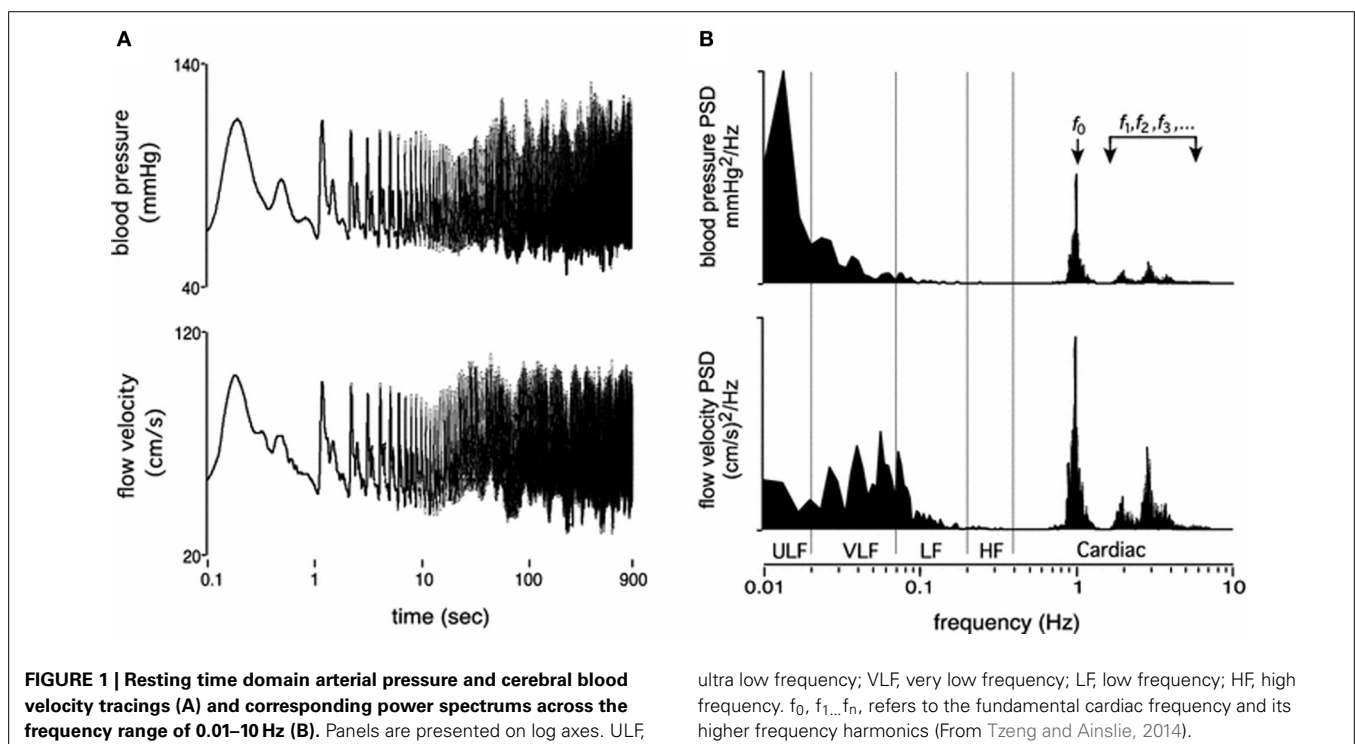 A
140
blood pressure
(mmHg)
40
120
flow velocity
(cm/s)
20
0.1 1 10 100 900
time (sec)
B
blood pressure PSD
mmHg²/Hz
f₀
f₁,f₂,f₃,...
flow velocity PSD
(cm/s)²/Hz
ULF VLF LF HF Cardiac
0.01 0.1 1 10
frequency (Hz)
FIGURE 1 | Resting time domain arterial pressure and cerebral blood
velocity tracings (A) and corresponding power spectrums across the
frequency range of 0.01–10 Hz (B). Panels are presented on log axes. ULF,
ultra low frequency; VLF, very low frequency; LF, low frequency; HF, high
frequency. f₀, f₁...fₙ, refers to the fundamental cardiac frequency and its
higher frequency harmonics (From Tzeng and Ainslie, 2014).